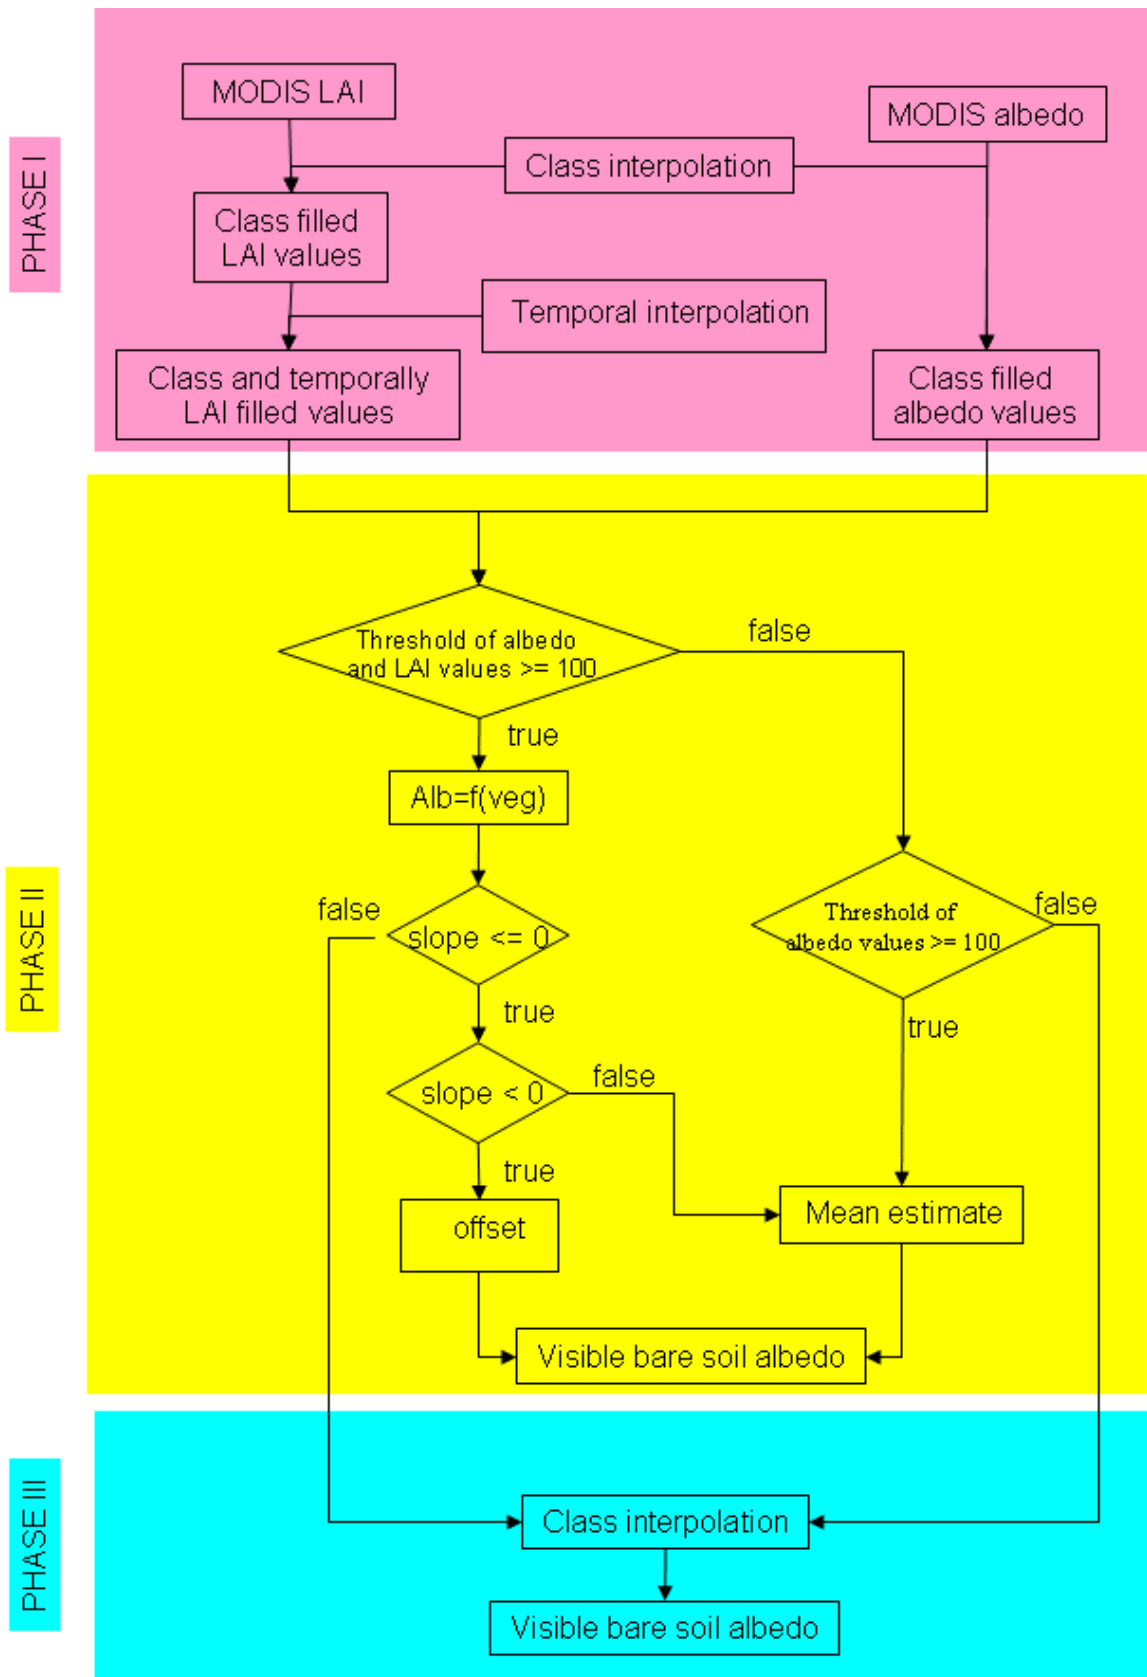 PHASE I
MODIS LAI
MODIS albedo
Class interpolation
Class filled
LAI values
Temporal interpolation
Class and temporally
LAI filled values
Class filled
albedo values
PHASE II
Threshold of albedo
and LAI values >= 100
false
true
Alb=f(veg)
false
slope <= 0
Threshold of
albedo values >= 100
false
true
true
slope < 0
false
true
offset
Mean estimate
Visible bare soil albedo
PHASE III
Class interpolation
Visible bare soil albedo